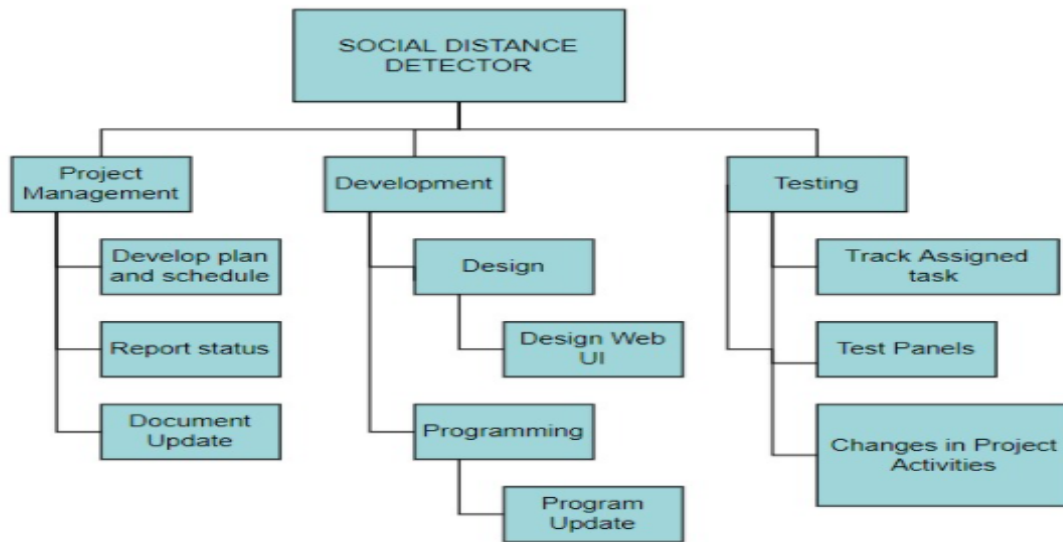 SOCIAL DISTANCE
DETECTOR
Project
Management
Development
Testing
Develop plan
and schedule
Report status
Document
Update
Design
Design Web
UI
Programming
Program
Update
Track Assigned
task
Test Panels
Changes in Project
Activities